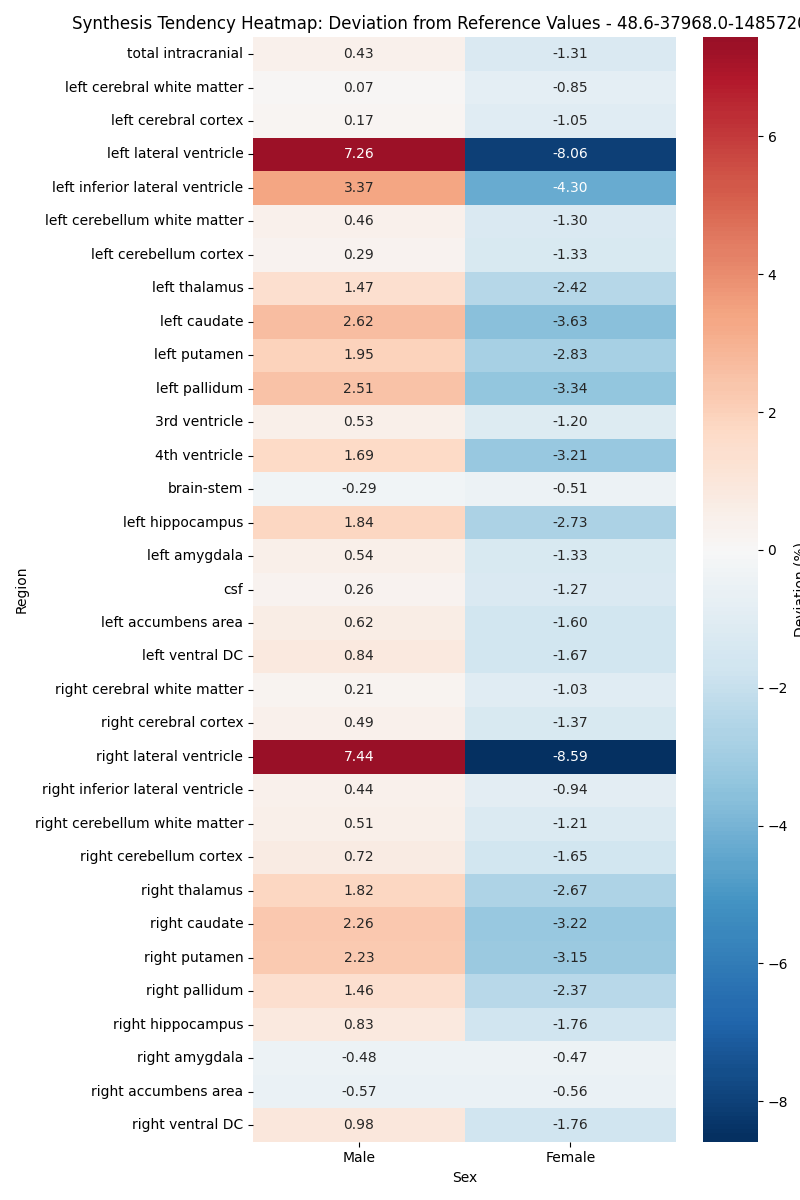 Synthesis Tendency Heatmap: Deviation from Reference Values - 48.6-37968.0-1485720
total intracranial 0.43 -1.31
left cerebral white matter 0.07 -0.85
left cerebral cortex 0.17 -1.05
left lateral ventricle 7.26 -8.06
left inferior lateral ventricle 3.37 -4.30
left cerebellum white matter 0.46 -1.30
left cerebellum cortex 0.29 -1.33
left thalamus 1.47 -2.42
left caudate 2.62 -3.63
left putamen 1.95 -2.83
left pallidum 2.51 -3.34
3rd ventricle 0.53 -1.20
4th ventricle 1.69 -3.21
brain-stem -0.29 -0.51
left hippocampus 1.84 -2.73
left amygdala 0.54 -1.33
csf 0.26 -1.27
left accumbens area 0.62 -1.60
left ventral DC 0.84 -1.67
right cerebral white matter 0.21 -1.03
right cerebral cortex 0.49 -1.37
right lateral ventricle 7.44 -8.59
right inferior lateral ventricle 0.44 -0.94
right cerebellum white matter 0.51 -1.21
right cerebellum cortex 0.72 -1.65
right thalamus 1.82 -2.67
right caudate 2.26 -3.22
right putamen 2.23 -3.15
right pallidum 1.46 -2.37
right hippocampus 0.83 -1.76
right amygdala -0.48 -0.47
right accumbens area -0.57 -0.56
right ventral DC 0.98 -1.76
Male Female
Sex
Region
6
4
2
0
−2
−4
−6
−8
Deviation (%)